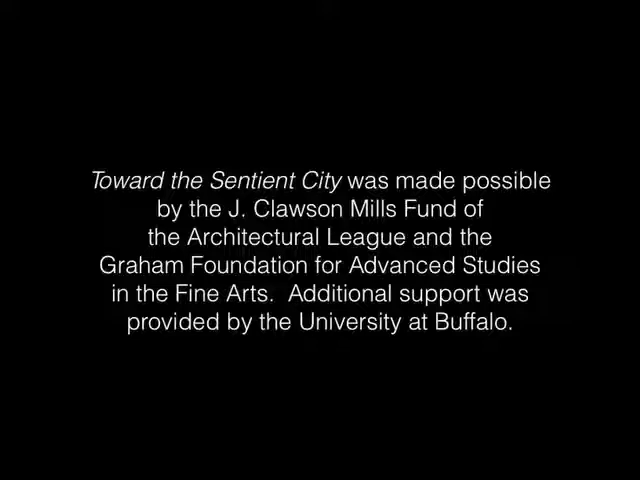 Toward the Sentient City was made possible
by the J. Clawson Mills Fund of
the Architectural League and the
Graham Foundation for Advanced Studies
in the Fine Arts.  Additional support was
provided by the University at Buffalo.